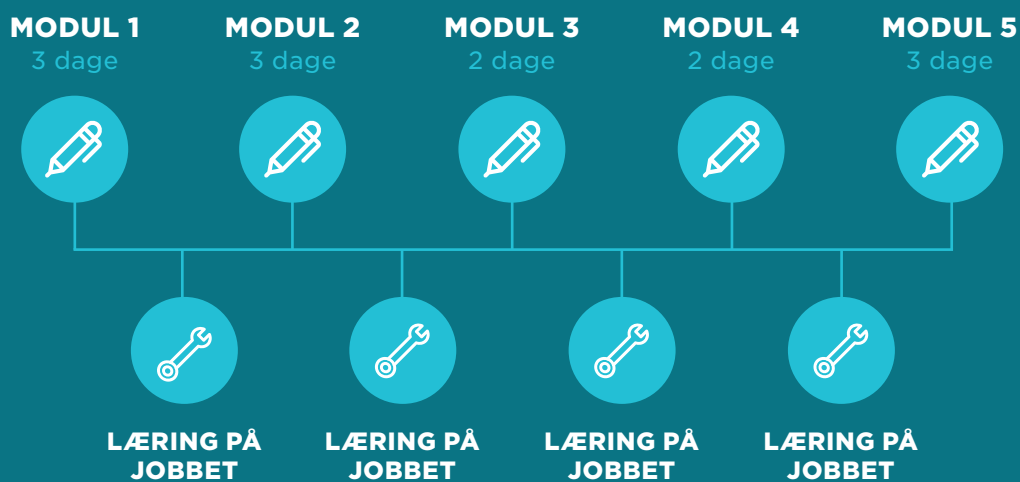 MODUL 1
3 dage
MODUL 2
3 dage
MODUL 3
2 dage
MODUL 4
2 dage
MODUL 5
3 dage
LÆRING PÅ
JOBBET
LÆRING PÅ
JOBBET
LÆRING PÅ
JOBBET
LÆRING PÅ
JOBBET